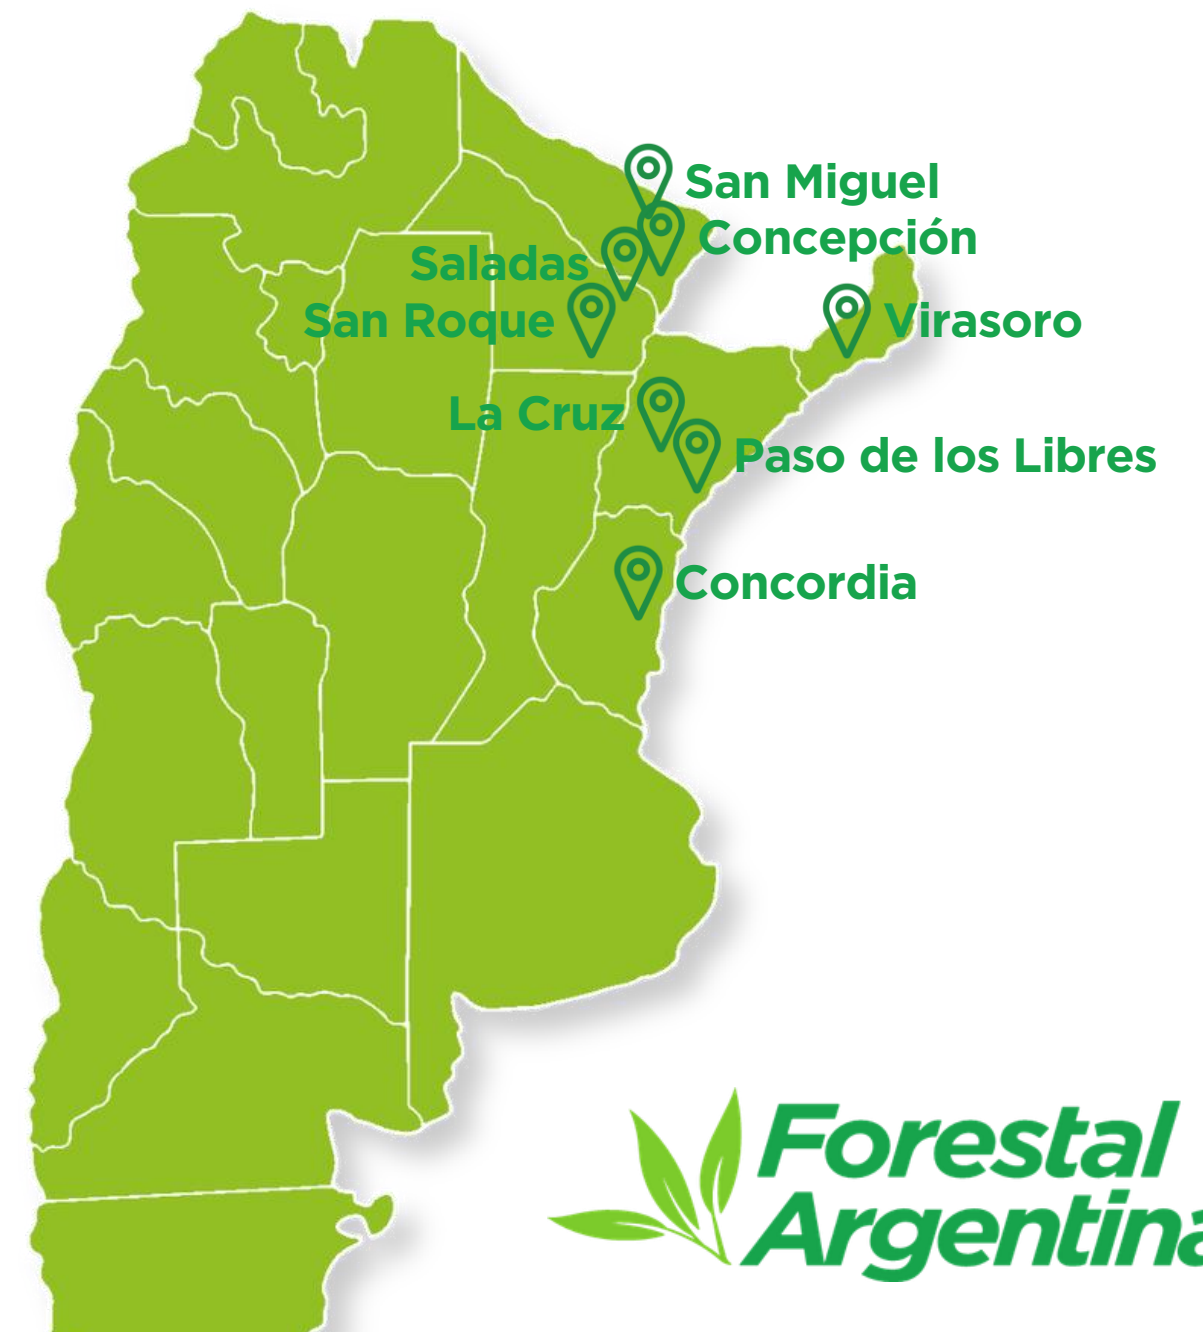 San Miguel
Concepción
Saladas
San Roque
Virasoro
La Cruz
Paso de los Libres
Concordia
Forestal
Argentina